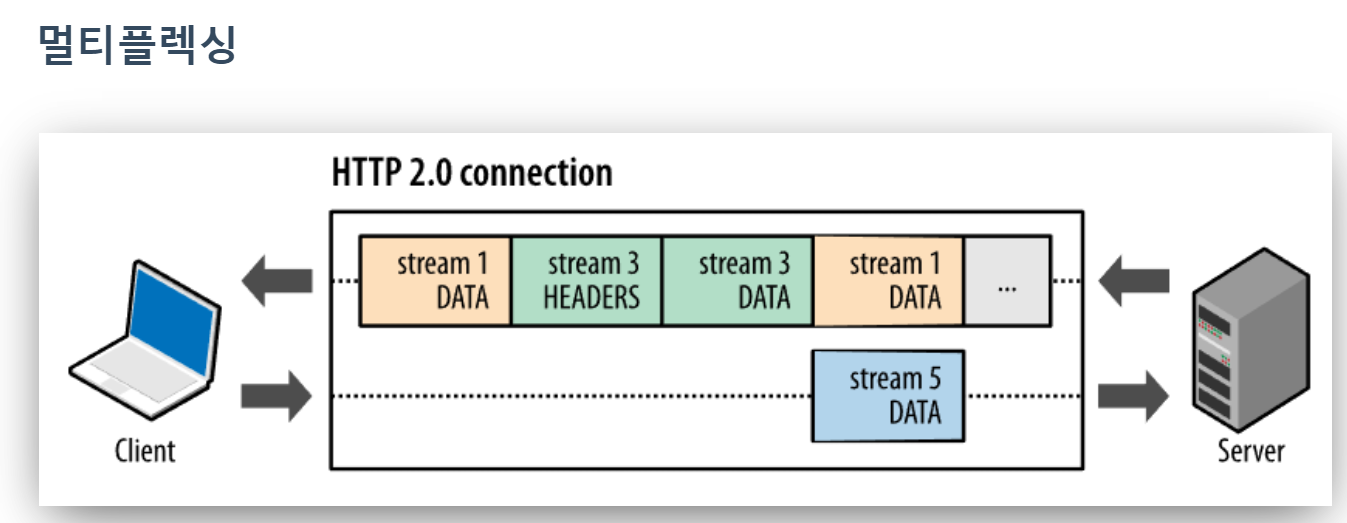 멀티플렉싱
HTTP 2.0 connection
stream 1
DATA
stream 3
HEADERS
stream 3
DATA
stream 1
DATA
...
stream 5
DATA
Client
Server